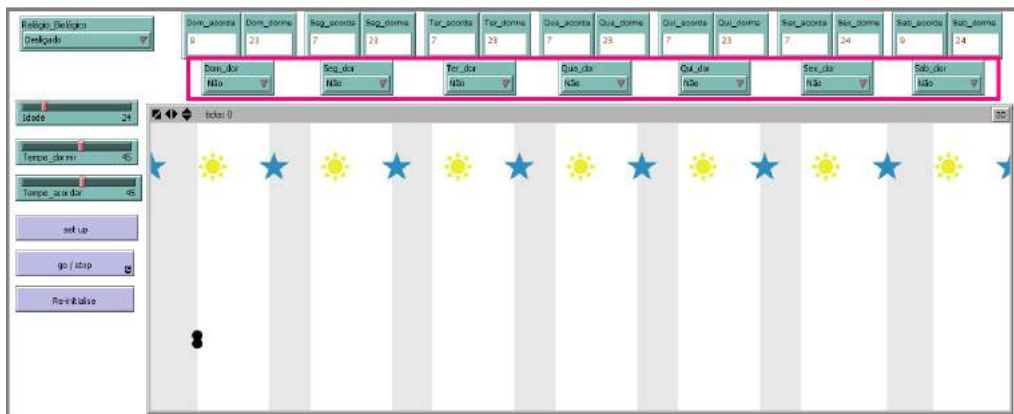 Relógio_Biológico
Desligado
Dom_acorda Dom_dorme Seg_acorda Seg_dorme Ter_acorda Ter_dorme Qua_acorda Qua_dorme Qui_acorda Qui_dorme Sex_acorda Sex_dorme Sab_acorda Sab_dorme
9 23 7 23 7 23 7 23 7 23 7 24 9 24
Dom_dor Seg_dor Ter_dor Qua_dor Qui_dor Sex_dor Sab_dor
Não Não Não Não Não Não Não
Idade 24
ticks: 0
3D
Tempo_dormir 45
Tempo_acordar 45
set up
go / stop
Re-initialise